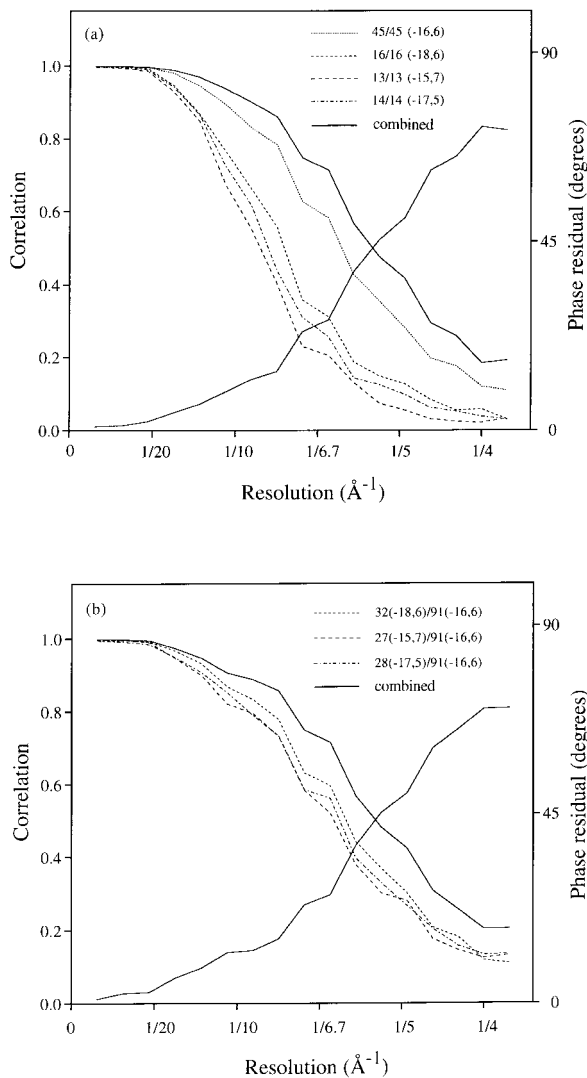 (a)
45/45 (-16,6)
16/16 (-18,6)
13/13 (-15,7)
14/14 (-17,5)
combined
1.0
0.8
0.6
0.4
0.2
0.0
Correlation
90
45
0
Phase residual (degrees)
0 1/20 1/10 1/6.7 1/5 1/4
Resolution (Å-1)
(b)
32(-18,6)/91(-16,6)
27(-15,7)/91(-16,6)
28(-17,5)/91(-16,6)
combined
1.0
0.8
0.6
0.4
0.2
0.0
Correlation
90
45
0
Phase residual (degrees)
0 1/20 1/10 1/6.7 1/5 1/4
Resolution (Å-1)